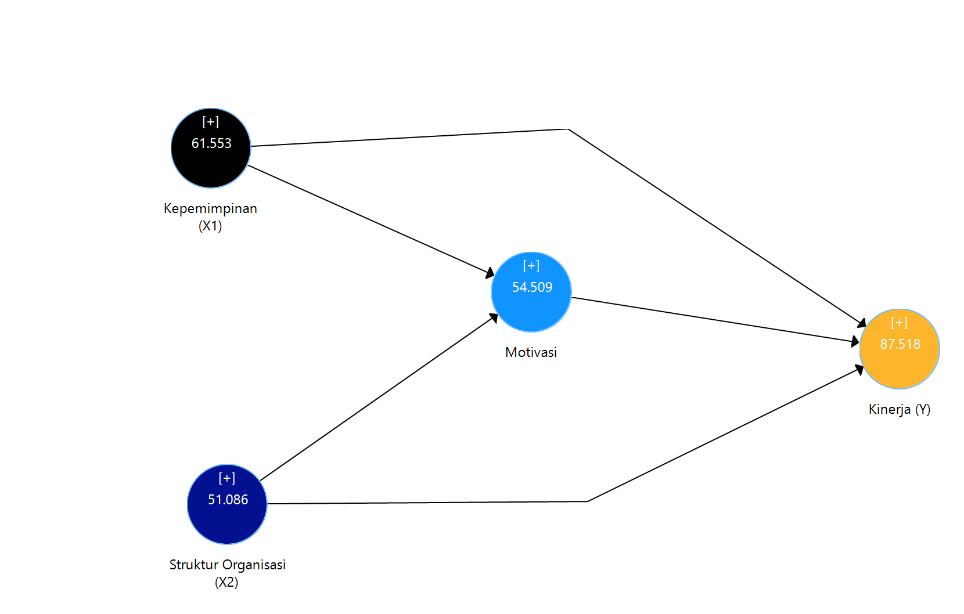 [+]
61.553
Kepemimpinan
(X1)
[+]
54.509
Motivasi
[+]
87.518
Kinerja (Y)
[+]
51.086
Struktur Organisasi
(X2)